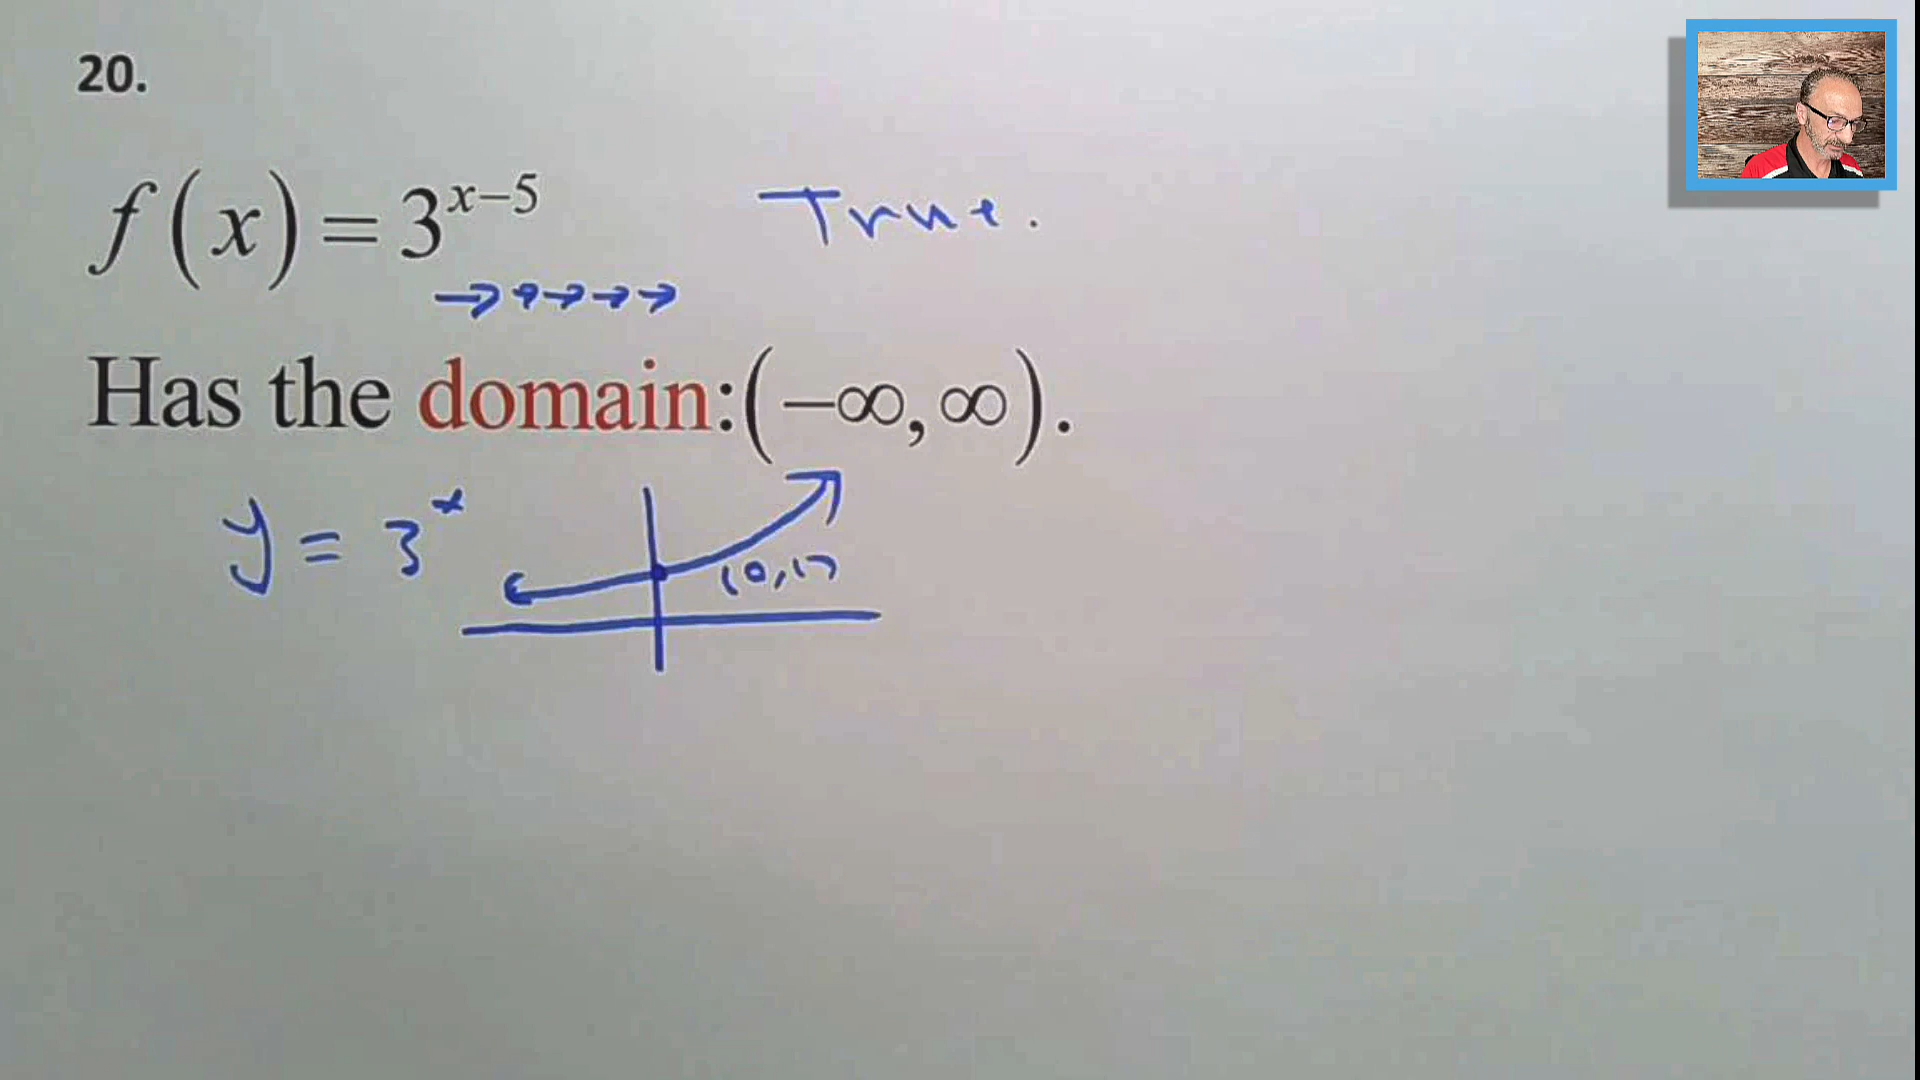 20.
f(x) = 3^{x-5} True.
→→→→→
Has the domain:(-∞,∞).
y = 3^x
(0,1)